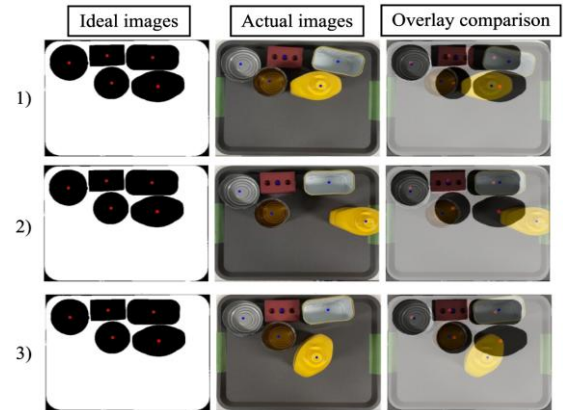 Ideal images
Actual images
Overlay comparison
1)
2)
3)